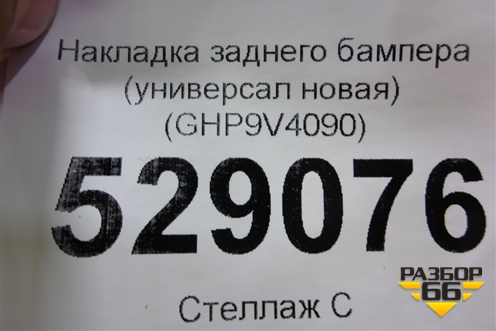 Накладка заднего бампера
(универсал новая)
(GHP9V4090)
529076
Стеллаж С
РАЗБОР
66